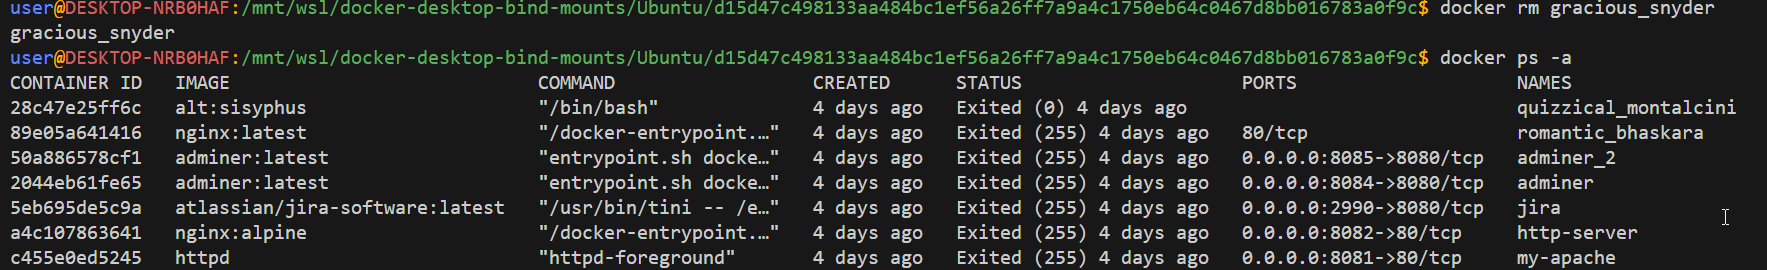 user@DESKTOP-NRB0HAF:/mnt/wsl/docker-desktop-bind-mounts/Ubuntu/d15d47c498133aa484bc1ef56a26ff7a9a4c1750eb64c0467d8bb016783a0f9c$ docker rm gracious_snyder
gracious_snyder
user@DESKTOP-NRB0HAF:/mnt/wsl/docker-desktop-bind-mounts/Ubuntu/d15d47c498133aa484bc1ef56a26ff7a9a4c1750eb64c0467d8bb016783a0f9c$ docker ps -a
CONTAINER ID   IMAGE                             COMMAND                  CREATED      STATUS                    PORTS                    NAMES
28c47e25ff6c   alt:sisyphus                      "/bin/bash"              4 days ago   Exited (0) 4 days ago                              quizzical_montalcini
89e05a641416   nginx:latest                      "/docker-entrypoint.…"   4 days ago   Exited (255) 4 days ago   80/tcp                   romantic_bhaskara
50a886578cf1   adminer:latest                    "entrypoint.sh docke…"   4 days ago   Exited (255) 4 days ago   0.0.0.0:8085->8080/tcp   adminer_2
2044eb61fe65   adminer:latest                    "entrypoint.sh docke…"   4 days ago   Exited (255) 4 days ago   0.0.0.0:8084->8080/tcp   adminer
5eb695de5c9a   atlassian/jira-software:latest    "/usr/bin/tini -- /e…"   4 days ago   Exited (255) 4 days ago   0.0.0.0:2990->8080/tcp   jira
a4c107863641   nginx:alpine                      "/docker-entrypoint.…"   4 days ago   Exited (255) 4 days ago   0.0.0.0:8082->80/tcp     http-server
c455e0ed5245   httpd                             "httpd-foreground"       4 days ago   Exited (255) 4 days ago   0.0.0.0:8081->80/tcp     my-apache